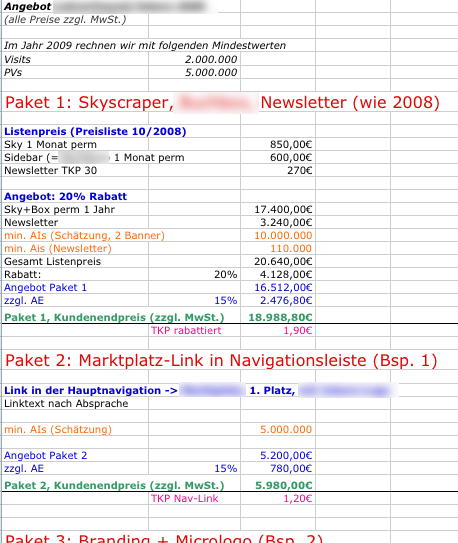 Angebot
(alle Preise zzgl. MwSt.)
Im Jahr 2009 rechnen wir mit folgenden Mindestwerten
Visits 2.000.000
PVs 5.000.000
Paket 1: Skyscraper, Newsletter (wie 2008)
Listenpreis (Preisliste 10/2008)
Sky 1 Monat perm 850,00€
Sidebar (= 1 Monat perm 600,00€
Newsletter TKP 30 270€
Angebot: 20% Rabatt
Sky+Box perm 1 Jahr 17.400,00€
Newsletter 3.240,00€
min. AIs (Schätzung, 2 Banner) 10.000.000
min. Ais (Newsletter) 110.000
Gesamt Listenpreis 20.640,00€
Rabatt: 20% 4.128,00€
Angebot Paket 1 16.512,00€
zzgl. AE 15% 2.476,80€
Paket 1, Kundenendpreis (zzgl. MwSt.) 18.988,80€
TKP rabattiert 1,90€
Paket 2: Marktplatz-Link in Navigationsleiste (Bsp. 1)
Link in der Hauptnavigation -> 1. Platz,
Linktext nach Absprache
min. AIs (Schätzung) 5.000.000
Angebot Paket 2 5.200,00€
zzgl. AE 15% 780,00€
Paket 2, Kundenendpreis (zzgl. MwSt.) 5.980,00€
TKP Nav-Link 1,20€
Paket 3: Branding + Micrologo (Bsp. 2)